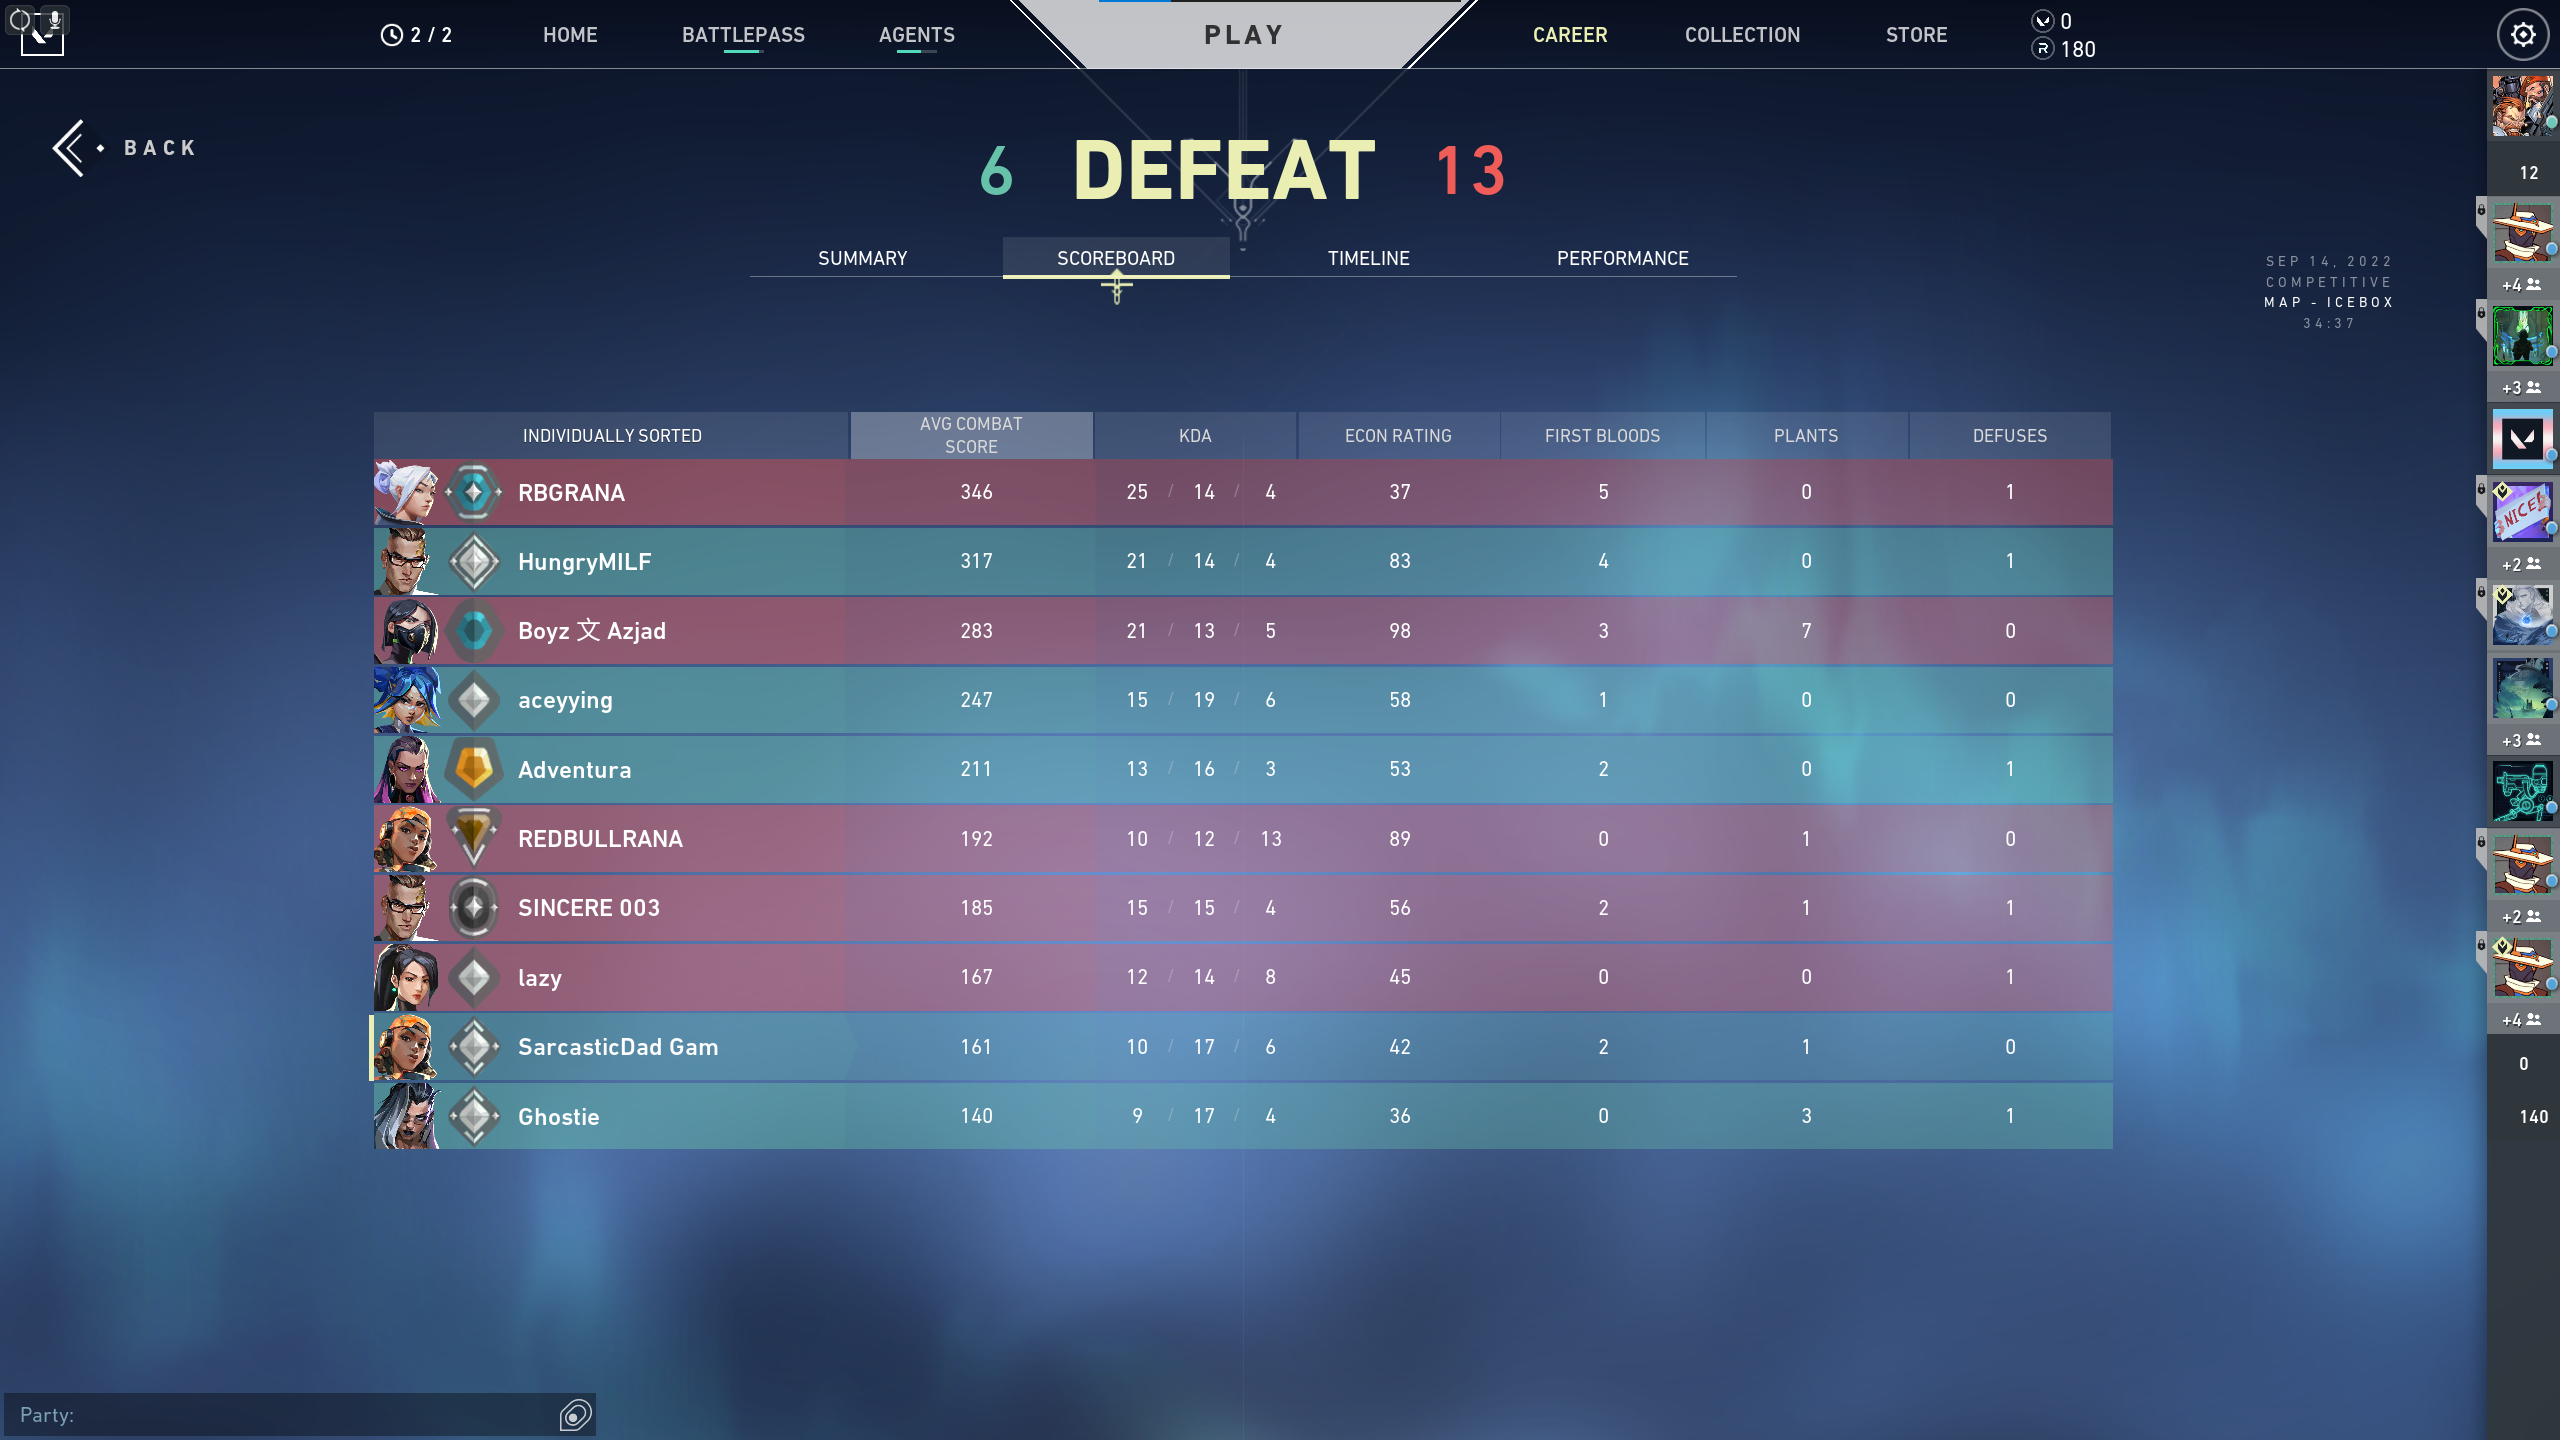 2 / 2 HOME BATTLEPASS AGENTS PLAY CAREER COLLECTION STORE 0
180
BACK
6 DEFEAT 13
SUMMARY SCOREBOARD TIMELINE PERFORMANCE
SEP 14, 2022
COMPETITIVE
MAP - ICEBOX
34:37
INDIVIDUALLY SORTED AVG COMBAT SCORE KDA ECON RATING FIRST BLOODS PLANTS DEFUSES
RBGRANA 346 25 / 14 / 4 37 5 0 1
HungryMILF 317 21 / 14 / 4 83 4 0 1
Boyz 文 Azjad 283 21 / 13 / 5 98 3 7 0
aceyying 247 15 / 19 / 6 58 1 0 0
Adventura 211 13 / 16 / 3 53 2 0 1
REDBULLRANA 192 10 / 12 / 13 89 0 1 0
SINCERE 003 185 15 / 15 / 4 56 2 1 1
lazy 167 12 / 14 / 8 45 0 0 1
SarcasticDad Gam 161 10 / 17 / 6 42 2 1 0
Ghostie 140 9 / 17 / 4 36 0 3 1
12
+4
+3
NICE!
+2
+3
+2
+4
0
140
Party: